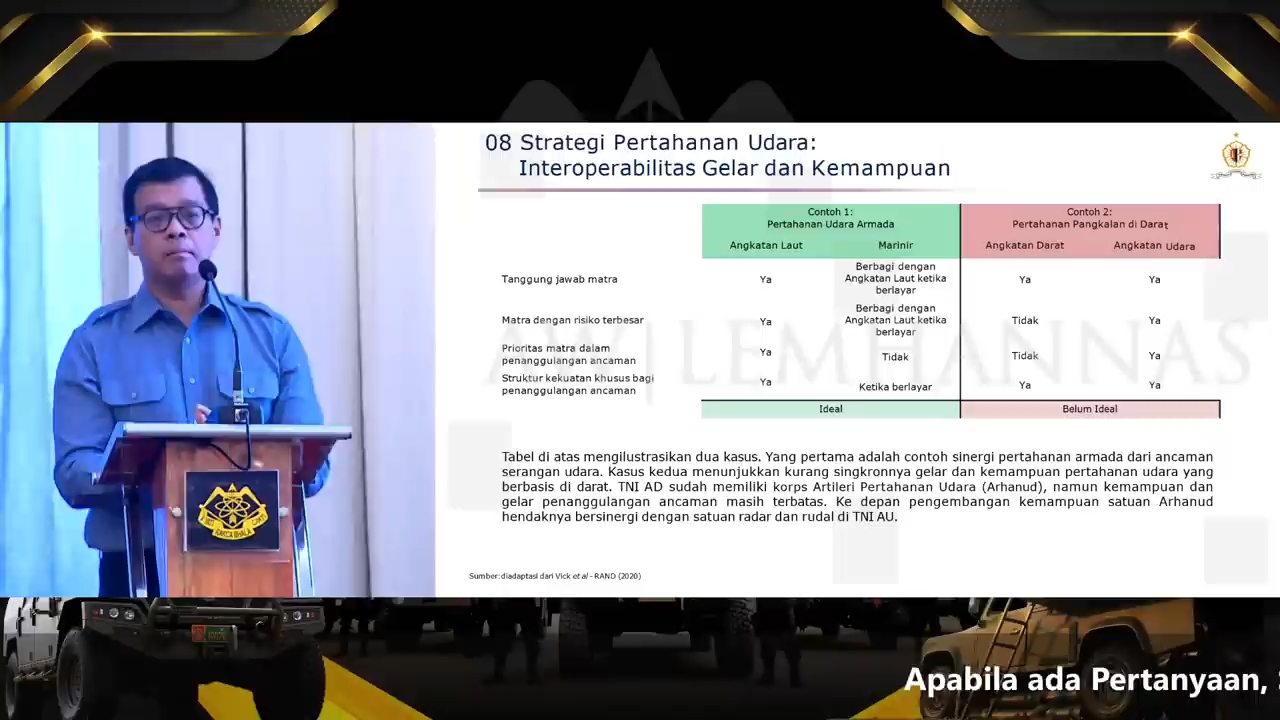 08 Strategi Pertahanan Udara:
Interoperabilitas Gelar dan Kemampuan
Contoh 1:
Pertahanan Udara Armada
Contoh 2:
Pertahanan Pangkalan di Darat
Angkatan Laut
Marinir
Angkatan Darat
Angkatan Udara
Tanggung jawab matra
Ya
Berbagi dengan
Angkatan Laut ketika
berlayar
Ya
Ya
Matra dengan risiko terbesar
Ya
Berbagi dengan
Angkatan Laut ketika
berlayar
Tidak
Ya
Prioritas matra dalam
penanggulangan ancaman
Ya
Tidak
Tidak
Ya
Struktur kekuatan khusus bagi
penanggulangan ancaman
Ya
Ketika berlayar
Ya
Ya
Ideal
Belum Ideal
LEMHANNAS
Tabel di atas mengilustrasikan dua kasus. Yang pertama adalah contoh sinergi pertahanan armada dari ancaman
serangan udara. Kasus kedua menunjukkan kurang singkronnya gelar dan kemampuan pertahanan udara yang
berbasis di darat. TNI AD sudah memiliki korps Artileri Pertahanan Udara (Arhanud), namun kemampuan dan
gelar penanggulangan ancaman masih terbatas. Ke depan pengembangan kemampuan satuan Arhanud
hendaknya bersinergi dengan satuan radar dan rudal di TNI AU.
Sumber: diadaptasi dari Vick et al - RAND (2020)
Apabila ada Pertanyaan,